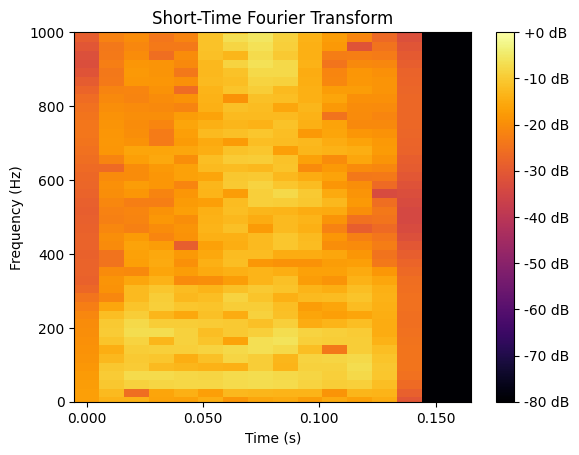 Short-Time Fourier Transform
1000
800
600
400
200
0
Frequency (Hz)
0.000
0.050
0.100
0.150
Time (s)
+0 dB
-10 dB
-20 dB
-30 dB
-40 dB
-50 dB
-60 dB
-70 dB
-80 dB